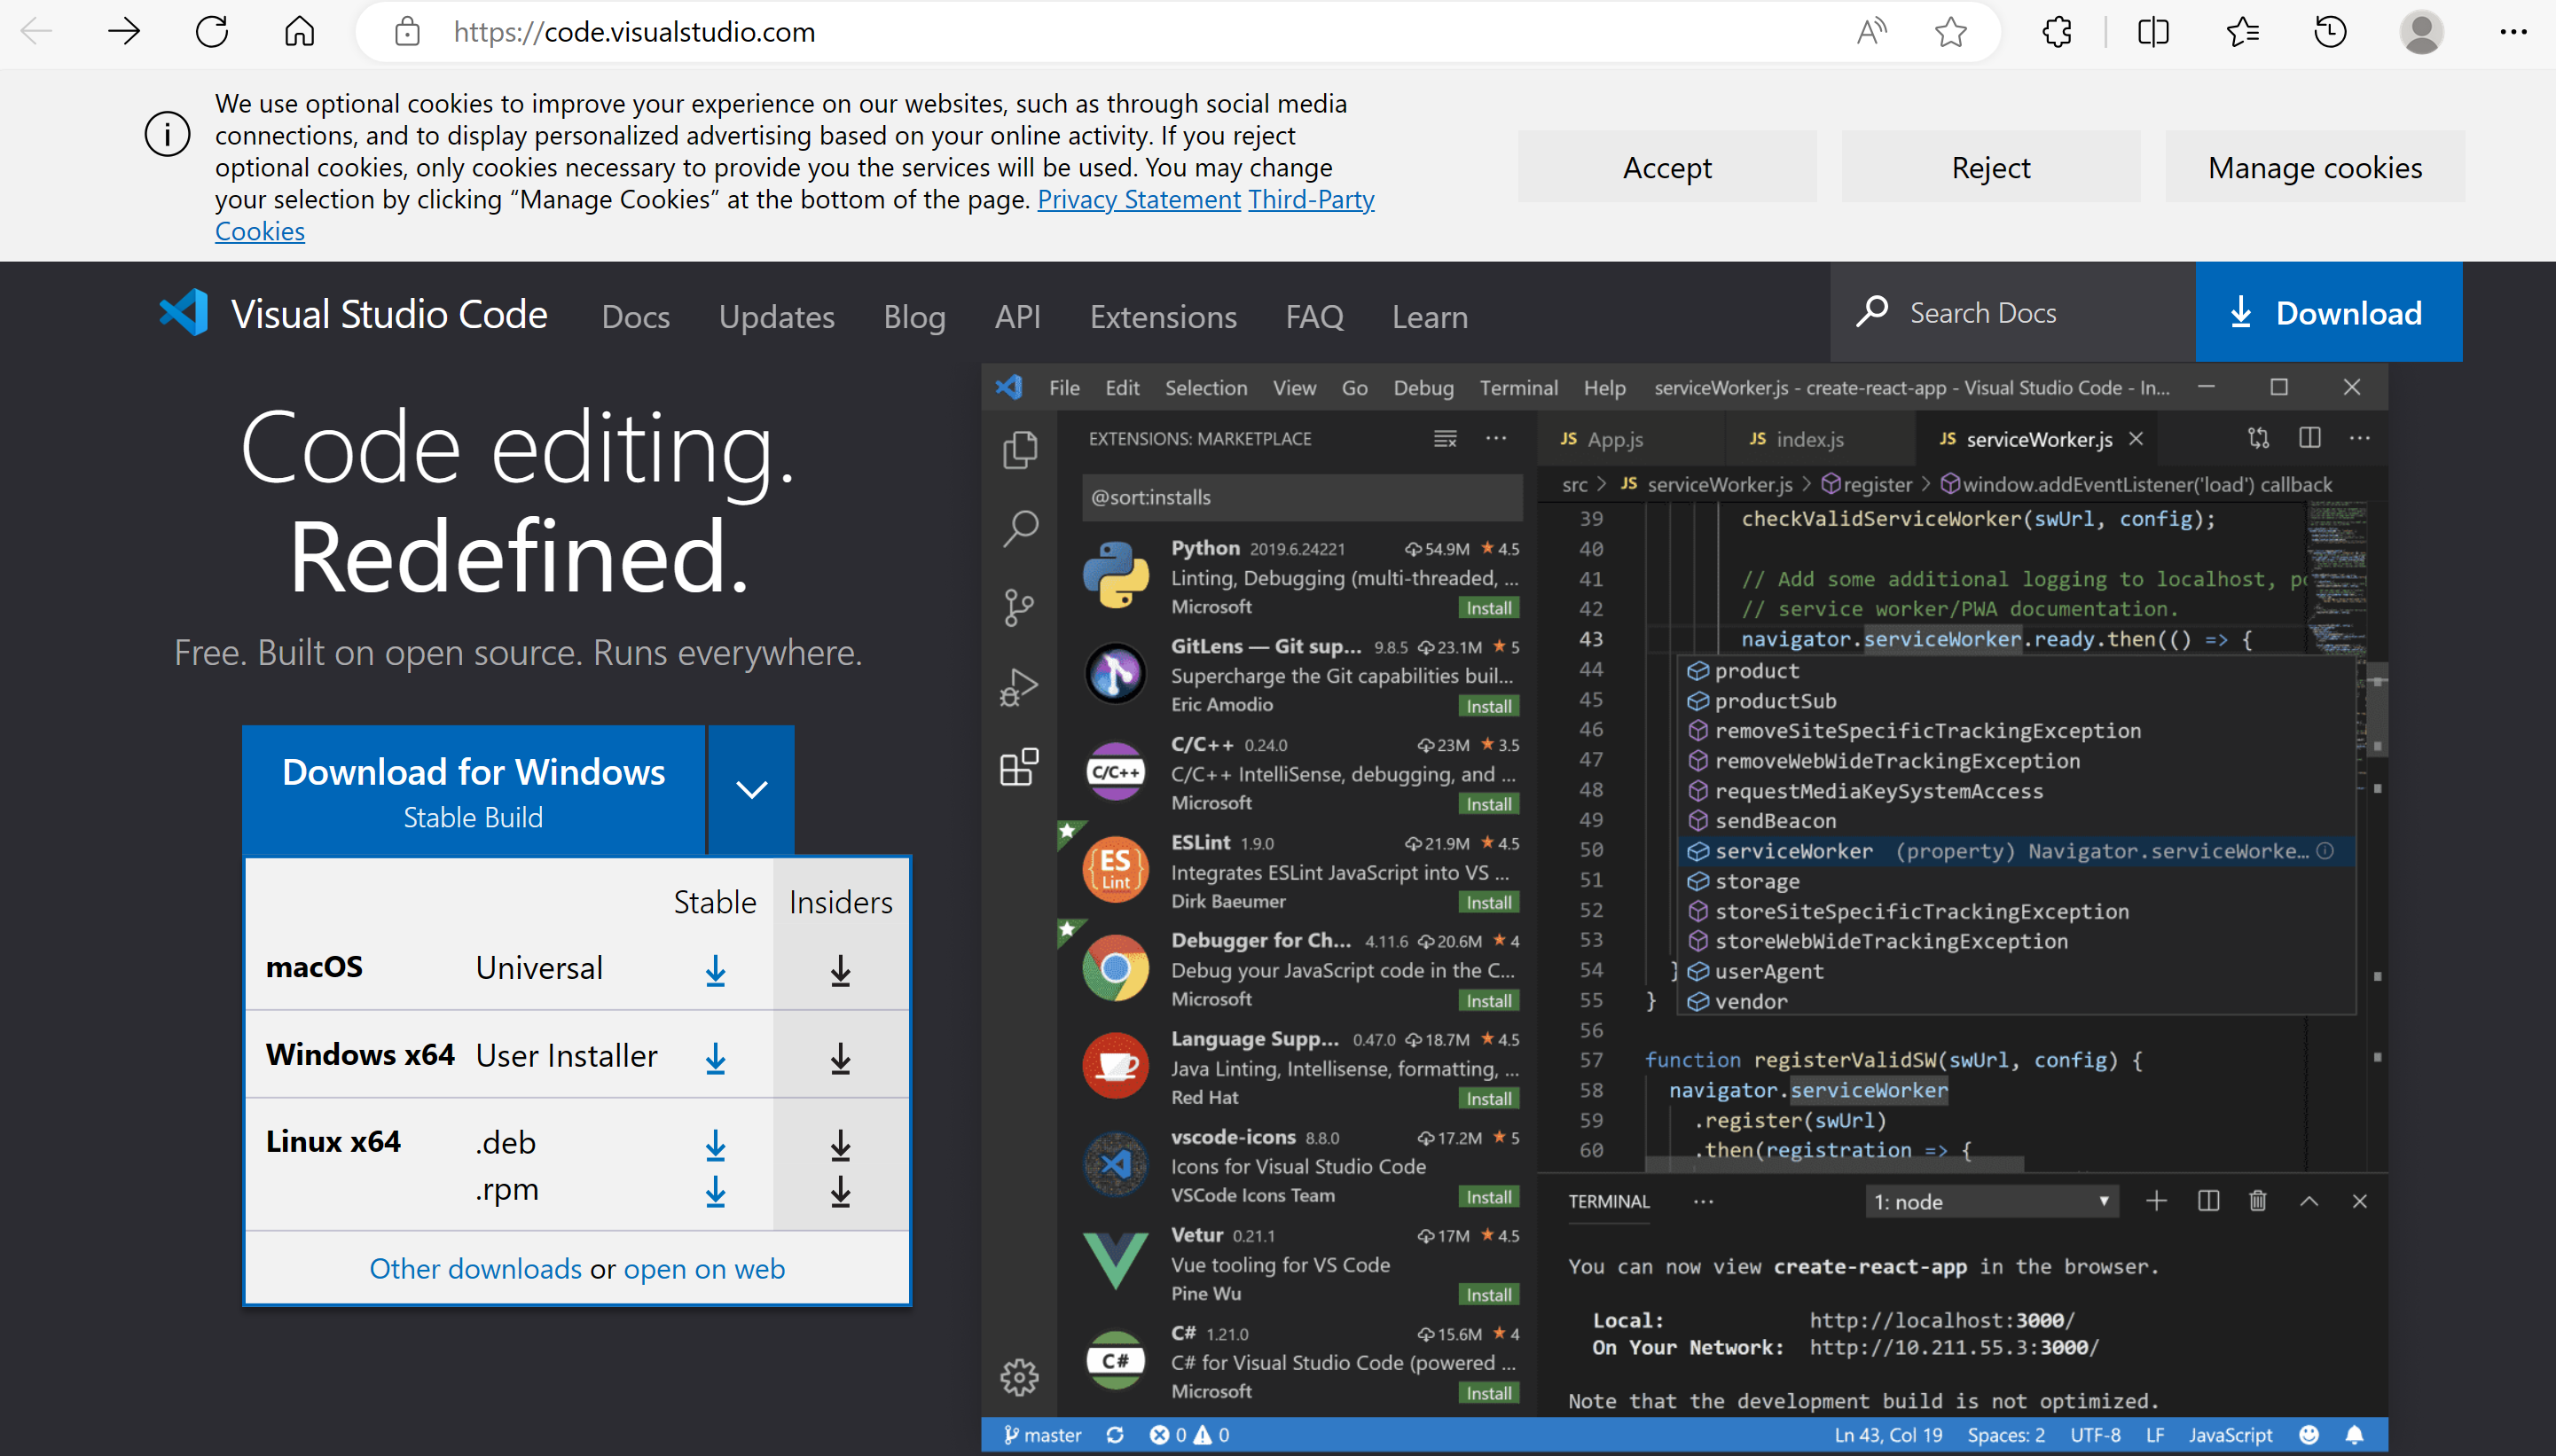 https://code.visualstudio.com
We use optional cookies to improve your experience on our websites, such as through social media
connections, and to display personalized advertising based on your online activity. If you reject
optional cookies, only cookies necessary to provide you the services will be used. You may change
your selection by clicking “Manage Cookies” at the bottom of the page. Privacy Statement Third-Party
Cookies
Accept
Reject
Manage cookies
Visual Studio Code Docs Updates Blog API Extensions FAQ Learn
Search Docs
Download
Code editing.
Redefined.
Free. Built on open source. Runs everywhere.
Download for Windows
Stable Build
Stable Insiders
macOS Universal
Windows x64 User Installer
Linux x64 .deb
.rpm
Other downloads or open on web
File Edit Selection View Go Debug Terminal Help serviceWorker.js - create-react-app - Visual Studio Code - In...
EXTENSIONS: MARKETPLACE
@sort:installs
Python 2019.6.24221 54.9M 4.5
Linting, Debugging (multi-threaded, ...
Microsoft Install
GitLens — Git sup... 9.8.5 23.1M 5
Supercharge the Git capabilities buil...
Eric Amodio Install
C/C++
C/C++ 0.24.0 23M 3.5
C/C++ IntelliSense, debugging, and ...
Microsoft Install
ES
Lint
ESLint 1.9.0 21.9M 4.5
Integrates ESLint JavaScript into VS ...
Dirk Baeumer Install
Debugger for Ch... 4.11.6 20.6M 4
Debug your JavaScript code in the C...
Microsoft Install
Language Supp... 0.47.0 18.7M 4.5
Java Linting, Intellisense, formatting, ...
Red Hat Install
vscode-icons 8.8.0 17.2M 5
Icons for Visual Studio Code
VSCode Icons Team Install
Vetur 0.21.1 17M 4.5
Vue tooling for VS Code
Pine Wu Install
C#
C# 1.21.0 15.6M 4
C# for Visual Studio Code (powered ...
Microsoft Install
JS App.js JS index.js JS serviceWorker.js
src > JS serviceWorker.js > register > window.addEventListener('load') callback
39 checkValidServiceWorker(swUrl, config);
40
41 // Add some additional logging to localhost, po
42 // service worker/PWA documentation.
43 navigator.serviceWorker.ready.then(() => {
44 product
45 productSub
46 removeSiteSpecificTrackingException
47 removeWebWideTrackingException
48 requestMediaKeySystemAccess
49 sendBeacon
50 serviceWorker (property) Navigator.serviceWorke...
51 storage
52 storeSiteSpecificTrackingException
53 storeWebWideTrackingException
54 } userAgent
55 } vendor
56
57 function registerValidSW(swUrl, config) {
58 navigator.serviceWorker
59 .register(swUrl)
60 .then(registration => {
TERMINAL ... 1: node
You can now view create-react-app in the browser.
Local: http://localhost:3000/
On Your Network: http://10.211.55.3:3000/
Note that the development build is not optimized.
master 0 0 Ln 43, Col 19 Spaces: 2 UTF-8 LF JavaScript